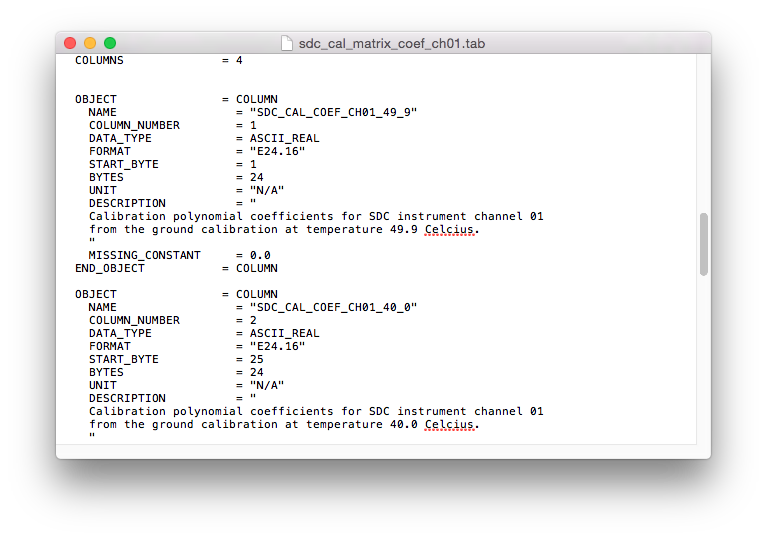 sdc_cal_matrix_coef_ch01.tab
COLUMNS = 4
OBJECT = COLUMN
NAME = "SDC_CAL_COEF_CH01_49_9"
COLUMN_NUMBER = 1
DATA_TYPE = ASCII_REAL
FORMAT = "E24.16"
START_BYTE = 1
BYTES = 24
UNIT = "N/A"
DESCRIPTION = "
Calibration polynomial coefficients for SDC instrument channel 01
from the ground calibration at temperature 49.9 Celcius.
"
MISSING_CONSTANT = 0.0
END_OBJECT = COLUMN
OBJECT = COLUMN
NAME = "SDC_CAL_COEF_CH01_40_0"
COLUMN_NUMBER = 2
DATA_TYPE = ASCII_REAL
FORMAT = "E24.16"
START_BYTE = 25
BYTES = 24
UNIT = "N/A"
DESCRIPTION = "
Calibration polynomial coefficients for SDC instrument channel 01
from the ground calibration at temperature 40.0 Celcius.
"